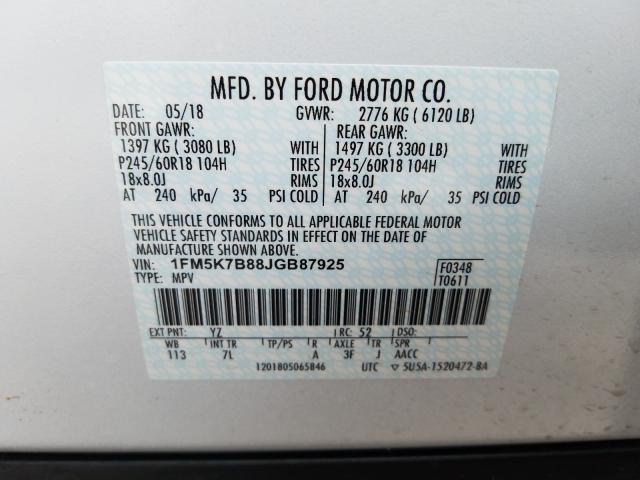 MFD. BY FORD MOTOR CO.
DATE: 05/18 GVWR: 2776 KG ( 6120 LB)
FRONT GAWR: REAR GAWR:
1397 KG ( 3080 LB) WITH 1497 KG ( 3300 LB) WITH
P245/60R18 104H TIRES P245/60R18 104H TIRES
18x8.0J RIMS 18x8.0J RIMS
AT 240 kPa/ 35 PSI COLD AT 240 kPa/ 35 PSI COLD
THIS VEHICLE CONFORMS TO ALL APPLICABLE FEDERAL MOTOR
VEHICLE SAFETY STANDARDS IN EFFECT ON THE DATE OF
MANUFACTURE SHOWN ABOVE.
VIN: 1FM5K7B88JGB87925 F0348
TYPE: MPV T0611
EXT PNT: YZ RC: 52 DSO:
WB INT TR TP/PS R AXLE TR SPR
113 7L A 3F J AACC
1201805065846 UTC ▽ 5U5A-1520472-BA